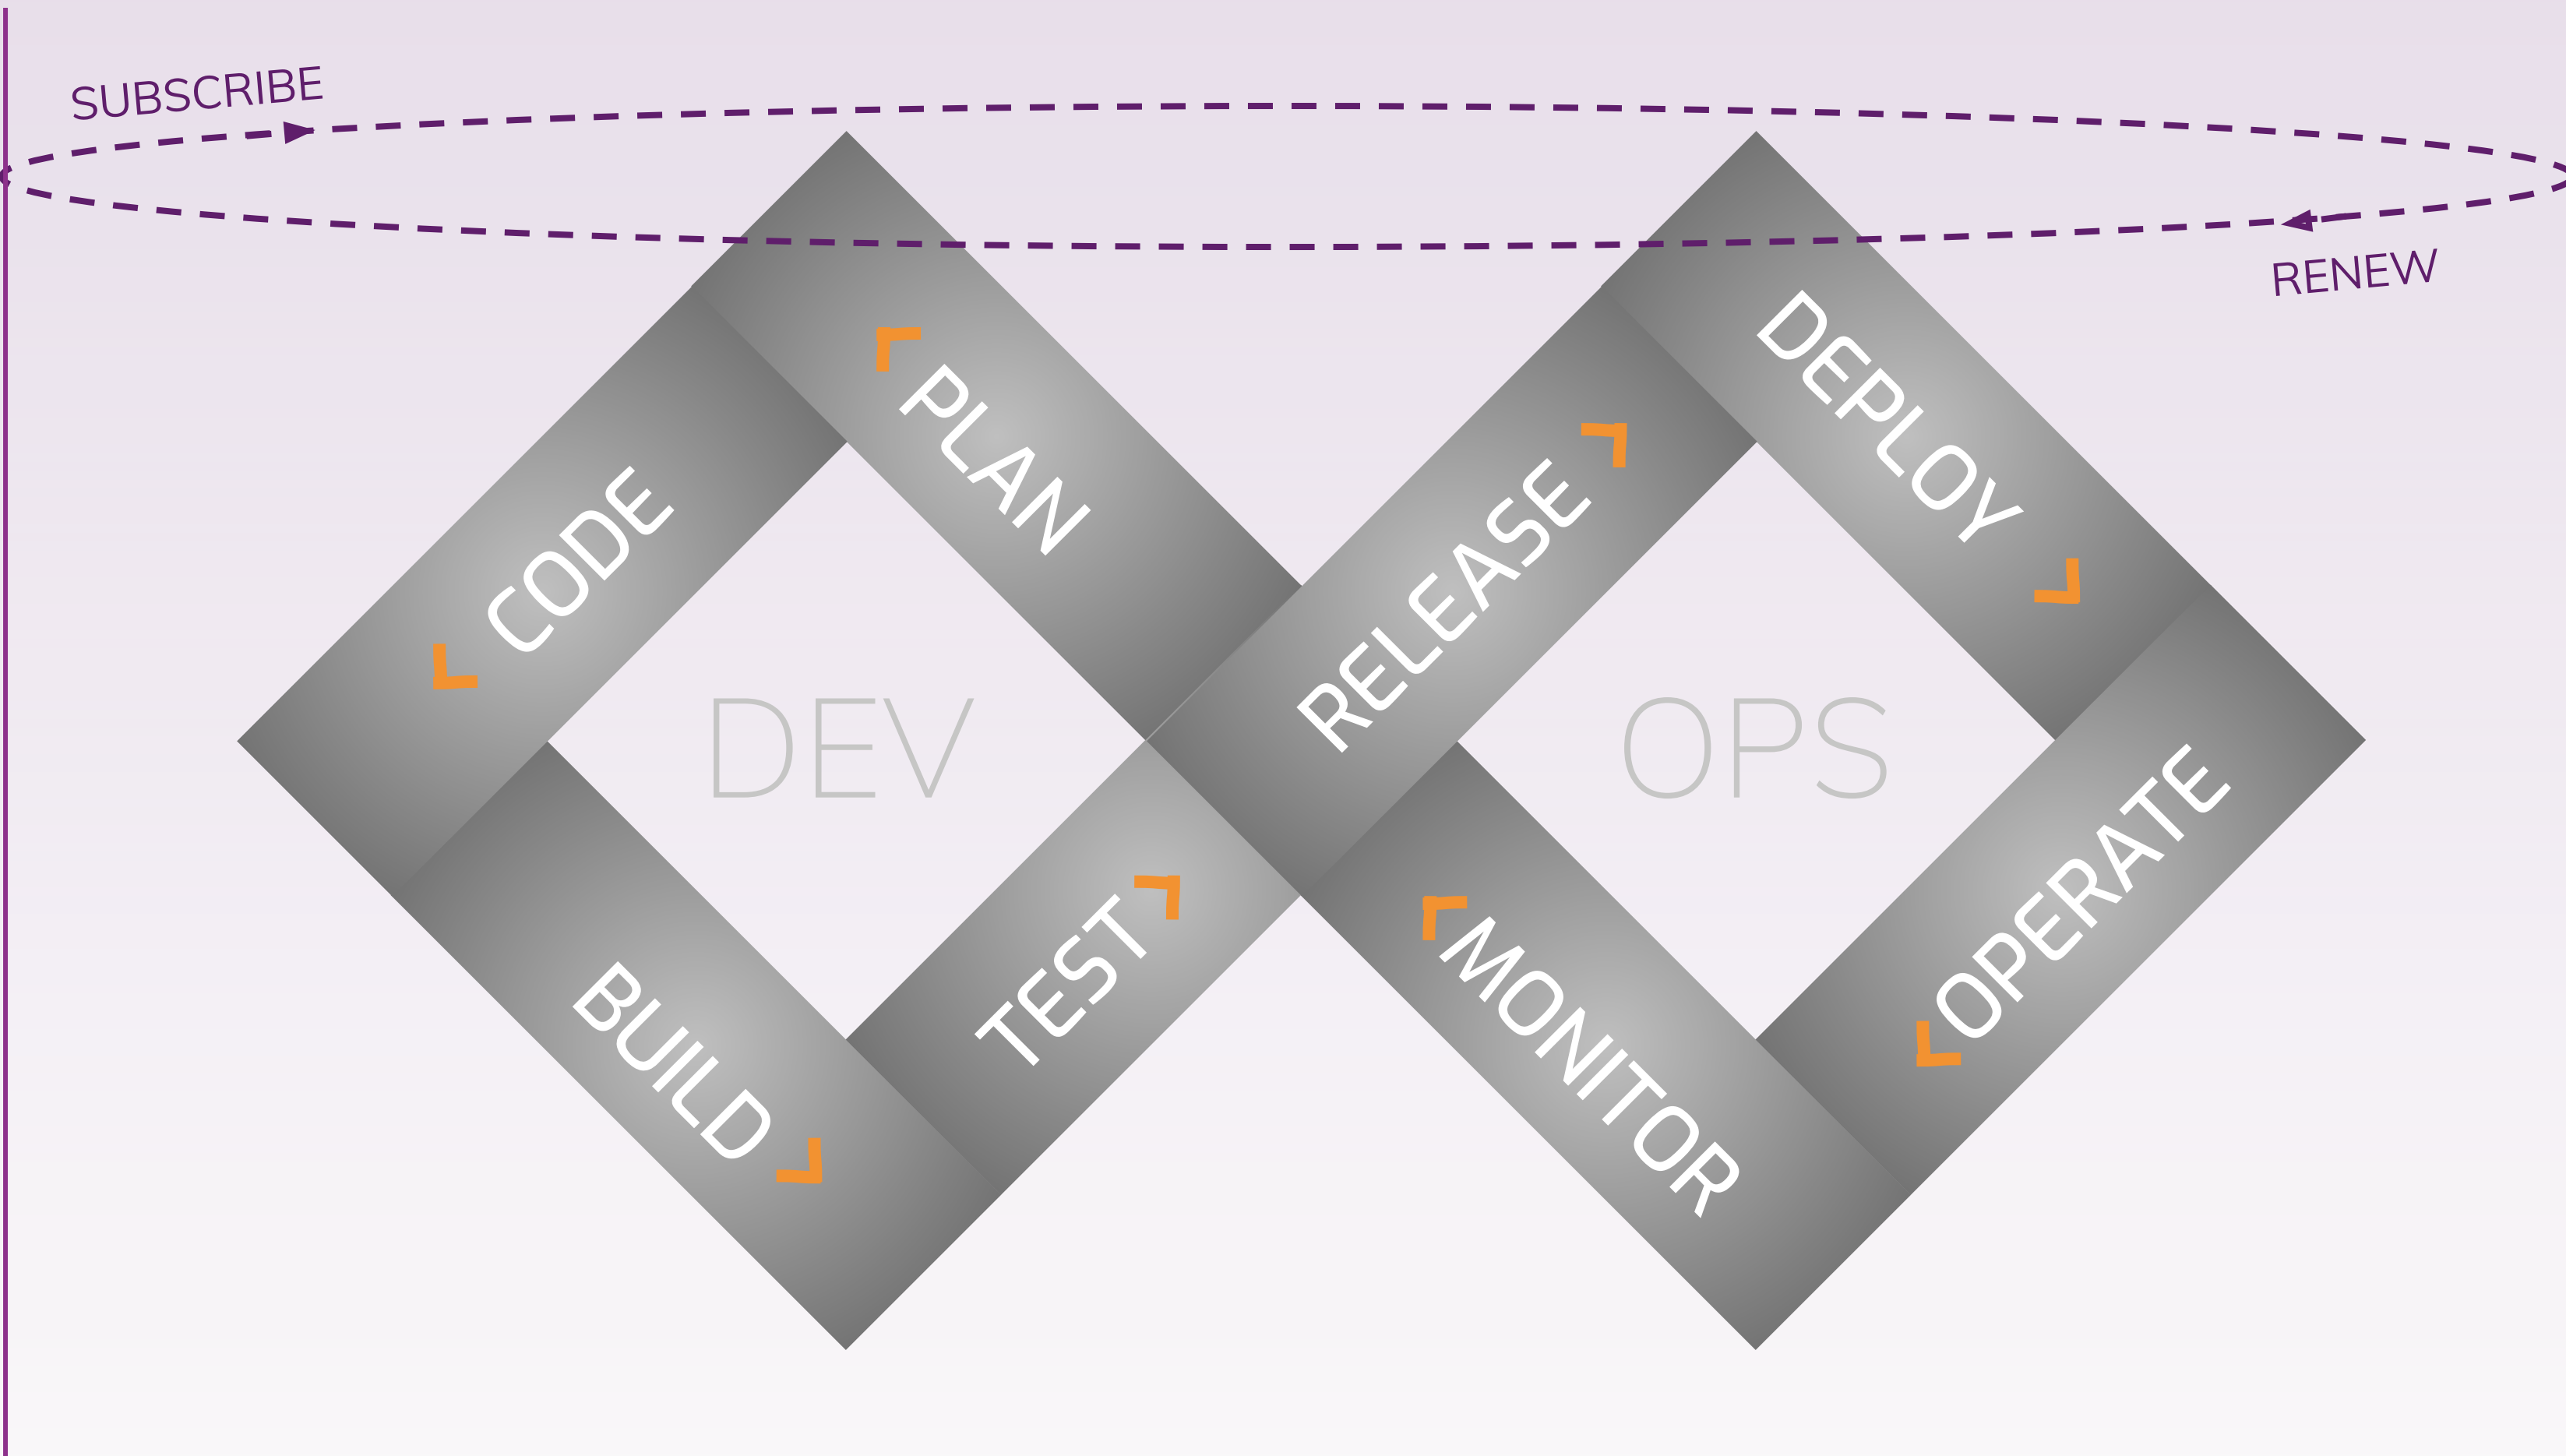 SUBSCRIBE
RENEW
PLAN
CODE
BUILD
TEST
DEV
RELEASE
DEPLOY
OPERATE
MONITOR
OPS